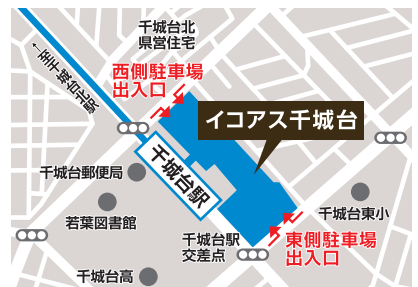 千城台北
県営住宅
←至千城台北駅
西側駐車場
出入口
イコアス千城台
千城台駅
千城台郵便局
若葉図書館
千城台東小
千城台駅
交差点
東側駐車場
出入口
千城台高